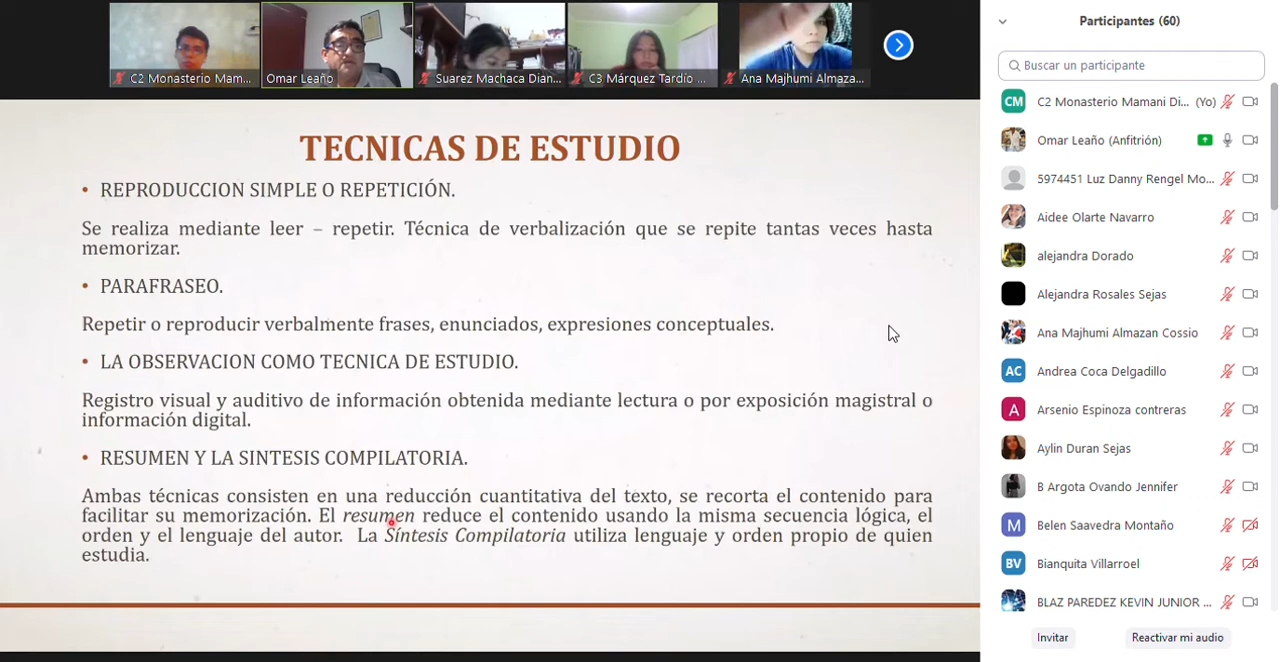 C2 Monasterio Mam...
Omar Leaño
Suarez Machaca Dian...
C3 Márquez Tardío ...
Ana Majhumi Almaza...
TECNICAS DE ESTUDIO
• REPRODUCCION SIMPLE O REPETICIÓN.
Se realiza mediante leer – repetir. Técnica de verbalización que se repite tantas veces hasta
memorizar.
• PARAFRASEO.
Repetir o reproducir verbalmente frases, enunciados, expresiones conceptuales.
• LA OBSERVACION COMO TECNICA DE ESTUDIO.
Registro visual y auditivo de información obtenida mediante lectura o por exposición magistral o
información digital.
• RESUMEN Y LA SINTESIS COMPILATORIA.
Ambas técnicas consisten en una reducción cuantitativa del texto, se recorta el contenido para
facilitar su memorización. El resumen reduce el contenido usando la misma secuencia lógica, el
orden y el lenguaje del autor. La Síntesis Compilatoria utiliza lenguaje y orden propio de quien
estudia.
Participantes (60)
Buscar un participante
CM C2 Monasterio Mamani Di... (Yo)
Omar Leaño (Anfitrión)
5974451 Luz Danny Rengel Mo...
Aidee Olarte Navarro
alejandra Dorado
Alejandra Rosales Sejas
Ana Majhumi Almazan Cossio
AC Andrea Coca Delgadillo
A Arsenio Espinoza contreras
Aylin Duran Sejas
B Argota Ovando Jennifer
M Belen Saavedra Montaño
BV Bianquita Villarroel
BLAZ PAREDEZ KEVIN JUNIOR ...
Invitar
Reactivar mi audio